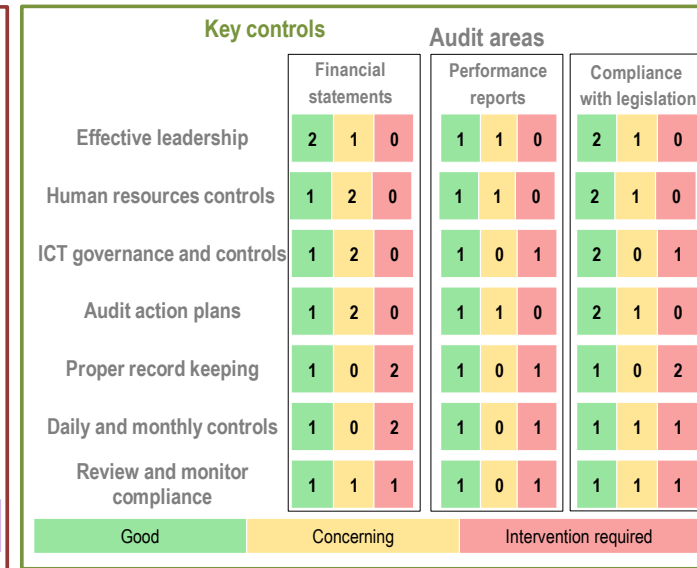 Key controls
Audit areas
Financial statements
Performance reports
Compliance with legislation
Effective leadership 2 1 0 1 1 0 2 1 0
Human resources controls 1 2 0 1 1 0 2 1 0
ICT governance and controls 1 2 0 1 0 1 2 0 1
Audit action plans 1 2 0 1 1 0 2 1 0
Proper record keeping 1 0 2 1 0 1 1 0 2
Daily and monthly controls 1 0 2 1 0 1 1 1 1
Review and monitor compliance 1 1 1 1 0 1 1 1 1
Good
Concerning
Intervention required